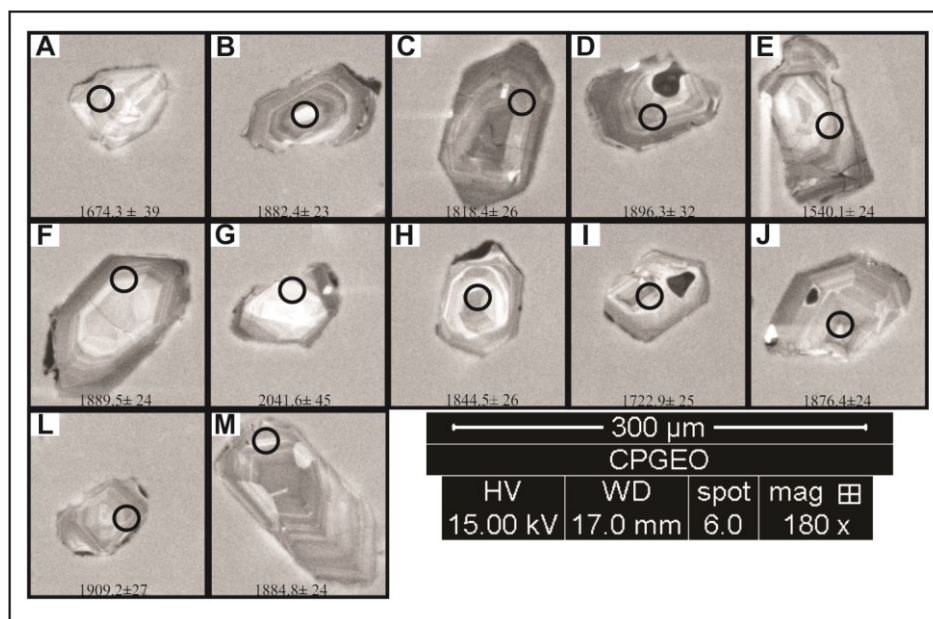 A B C D E
1674.3 ± 39 1882.4 ± 23 1818.4 ± 26 1896.3 ± 32 1540.1 ± 24
F G H I J
1889.5 ± 24 2041.6 ± 45 1844.5 ± 26 1722.9 ± 25 1876.4±24
L M
300 µm
CPGEO
HV WD spot mag
15.00 kV 17.0 mm 6.0 180 x
1909.2±27 1884.8± 24